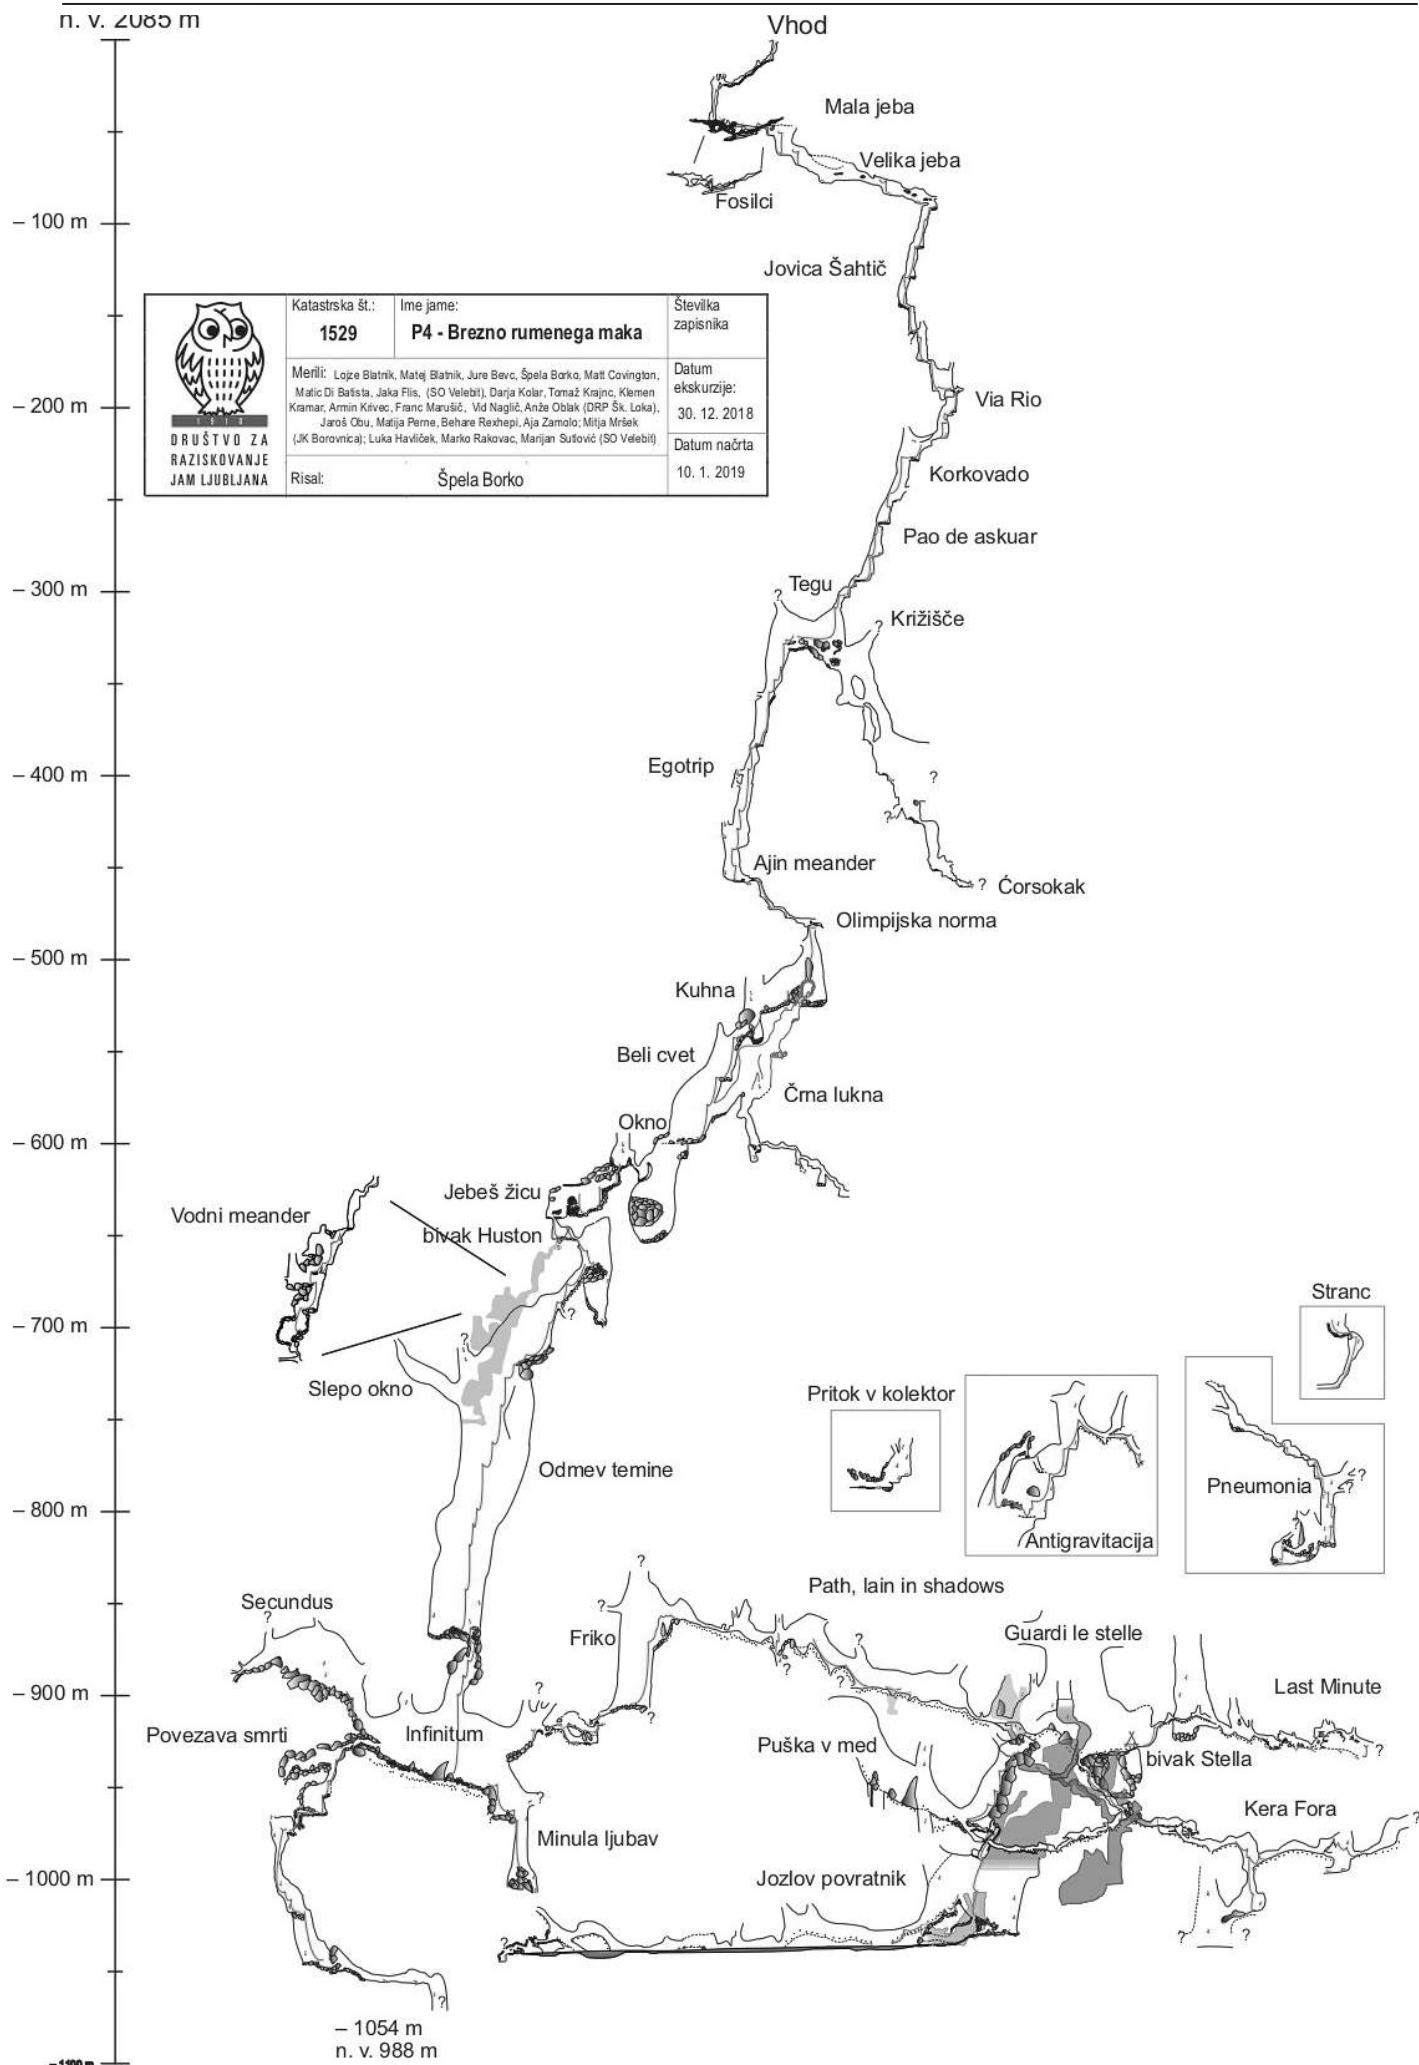 n. v. 2085 m
Vhod
Mala jeba
Velika jeba
Fosilci
– 100 m
Jovica Šahtič
Katastrska št.:
1529
Ime jame:
P4 - Brezno rumenega maka
Številka
zapisnika
Merili: Lojze Blatnik, Matej Blatnik, Jure Bevc, Špela Borko, Matt Covington,
Matic Di Batista, Jaka Flis, (SO Velebit), Darja Kolar, Tomaž Krajnc, Klemen
Kramar, Armin Krivec, Franc Marušič, Vid Naglič, Anže Oblak (DRP Šk. Loka),
Jaroš Obu, Matija Perne, Behare Rexhepi, Aja Zamolo; Mitja Mršek
(JK Borovnica); Luka Havliček, Marko Rakovac, Marijan Sutlović (SO Velebit)
Datum
ekskurzije:
30. 12. 2018
Datum načrta
10. 1. 2019
Risal:
Špela Borko
1910
DRUŠTVO ZA
RAZISKOVANJE
JAM LJUBLJANA
– 200 m
Via Rio
Korkovado
Pao de askuar
– 300 m
Tegu
?
?
Križišče
– 400 m
Egotrip
?
?
Ajin meander
? Ćorsokak
Olimpijska norma
– 500 m
Kuhna
Beli cvet
Črna lukna
Okno
– 600 m
Jebeš žicu
Vodni meander
bivak Huston
Stranc
?
– 700 m
?
Slepo okno
Pritok v kolektor
Odmev temine
Pneumonia
?
?
?
– 800 m
Antigravitacija
?
Path, lain in shadows
Secundus
?
?
Friko
Guardi le stelle
?
?
?
– 900 m
?
?
Last Minute
Povezava smrti
Infinitum
Puška v med
bivak Stella
?
?
Kera Fora
?
Minula ljubav
– 1000 m
Jozlov povratnik
?
?
?
?
– 1054 m
n. v. 988 m
– 1100 m